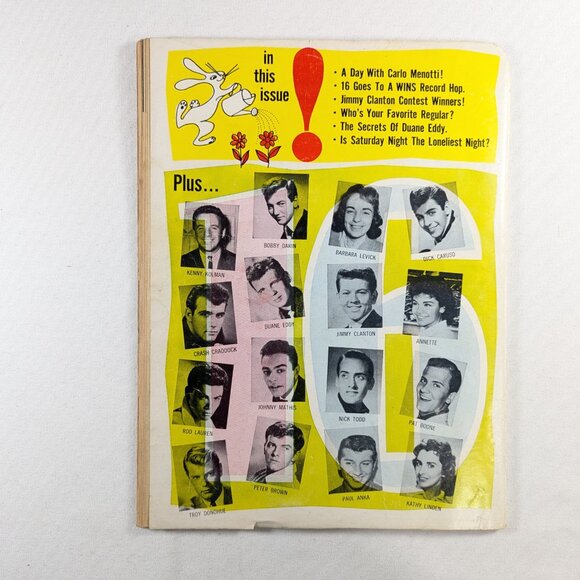 in
this
issue
!
• A Day With Carlo Menotti!
• 16 Goes To A WINS Record Hop.
• Jimmy Clanton Contest Winners!
• Who's Your Favorite Regular?
• The Secrets Of Duane Eddy.
• Is Saturday Night The Loneliest Night?
Plus...
16
KENNY KOLMAN
BOBBY DARIN
BARBARA LEVICK
DICK CARUSO
CRASH CRADDOCK
DUANE EDDY
JIMMY CLANTON
ANNETTE
ROD LAUREN
JOHNNY MATHIS
NICK TODD
PAT BOONE
TROY DONOHUE
PETER BROWN
PAUL ANKA
KATHY LINDEN